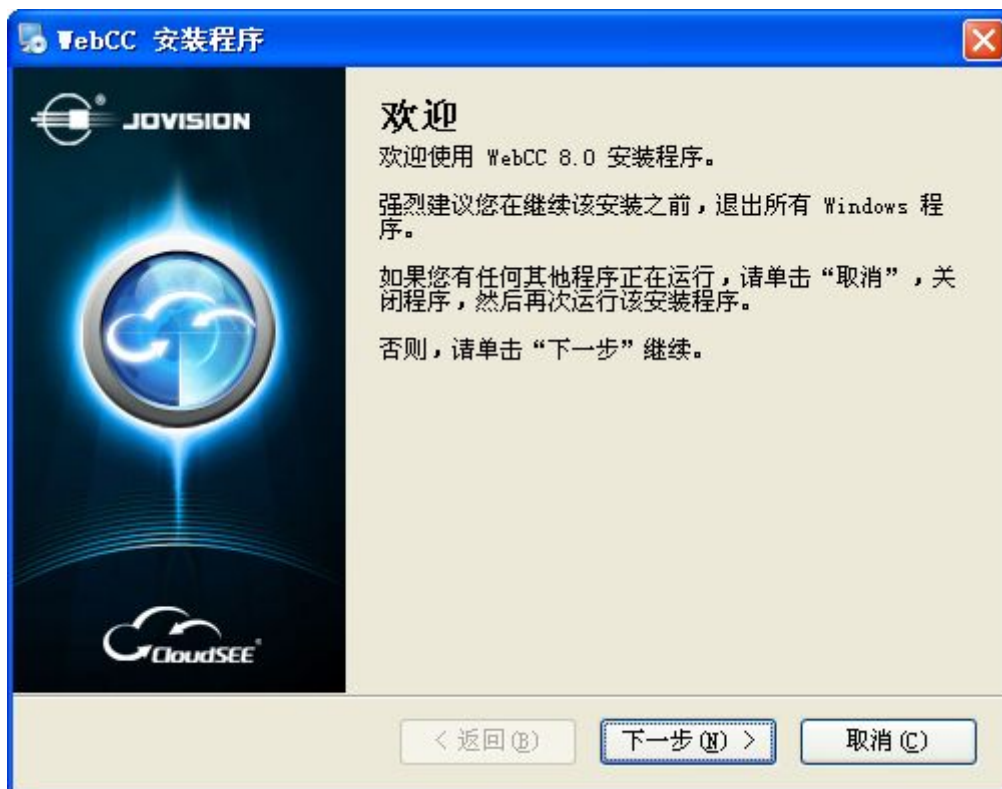 WebCC 安装程序
JOVISION
欢迎
欢迎使用 WebCC 8.0 安装程序。
强烈建议您在继续该安装之前，退出所有 Windows 程
序。
如果您有任何其他程序正在运行，请单击“取消”，关
闭程序，然后再次运行该安装程序。
否则，请单击“下一步”继续。
CloudSEE®
< 返回(B)
下一步(N) >
取消(C)